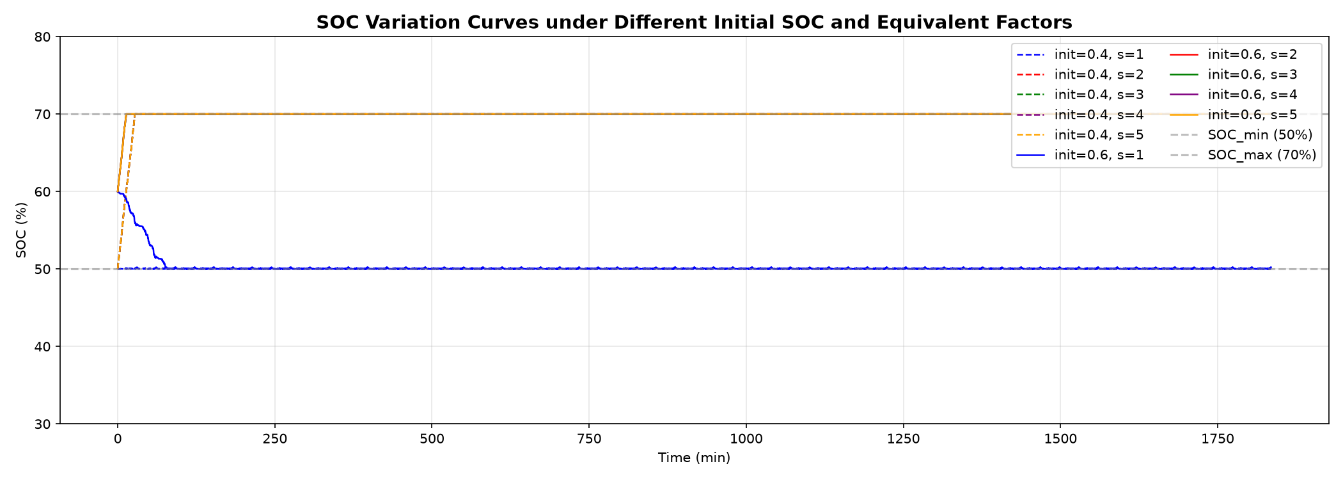 SOC Variation Curves under Different Initial SOC and Equivalent Factors
SOC (%)
80
70
60
50
40
30
init=0.4, s=1
init=0.4, s=2
init=0.4, s=3
init=0.4, s=4
init=0.4, s=5
init=0.6, s=1
init=0.6, s=2
init=0.6, s=3
init=0.6, s=4
init=0.6, s=5
SOC_min (50%)
SOC_max (70%)
0 250 500 750 1000 1250 1500 1750
Time (min)